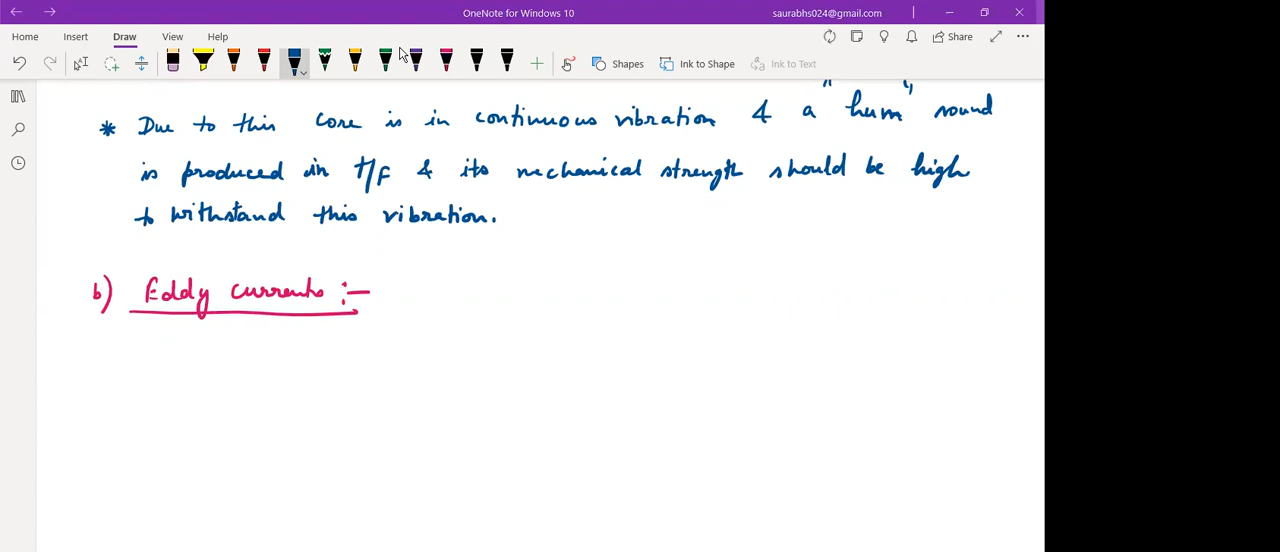 OneNote for Windows 10
saurabhs024@gmail.com
Home Insert Draw View Help
Share
Shapes Ink to Shape Ink to Text
* Due to this core is in continuous vibration & a "hum" sound
is produced in T/F & its mechanical strength should be high
to withstand this vibration.
b) Eddy currents :-